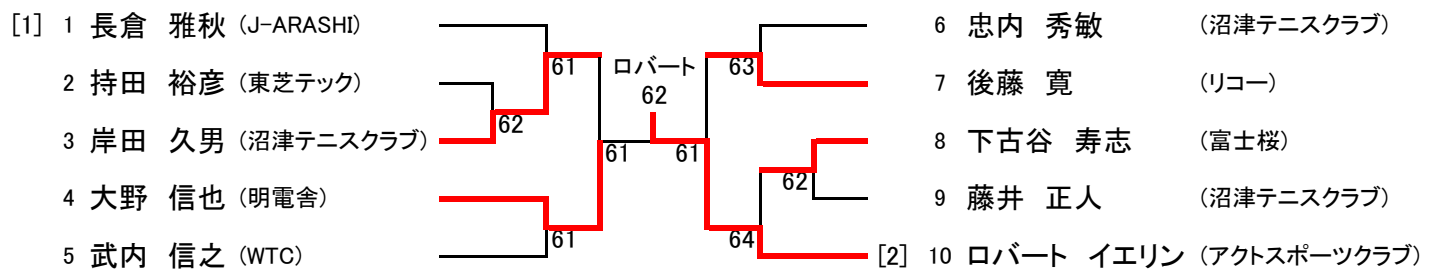 [1] 1 長倉 雅秋 (J-ARASHI)
2 持田 裕彦 (東芝テック)
3 岸田 久男 (沼津テニスクラブ)
4 大野 信也 (明電舎)
5 武内 信之 (WTC)
61
62
61
61
ロバート
62
61
63
62
64
6 忠内 秀敏 (沼津テニスクラブ)
7 後藤 寛 (リコー)
8 下古谷 寿志 (富士桜)
9 藤井 正人 (沼津テニスクラブ)
[2] 10 ロバート イエリン (アクトスポーツクラブ)